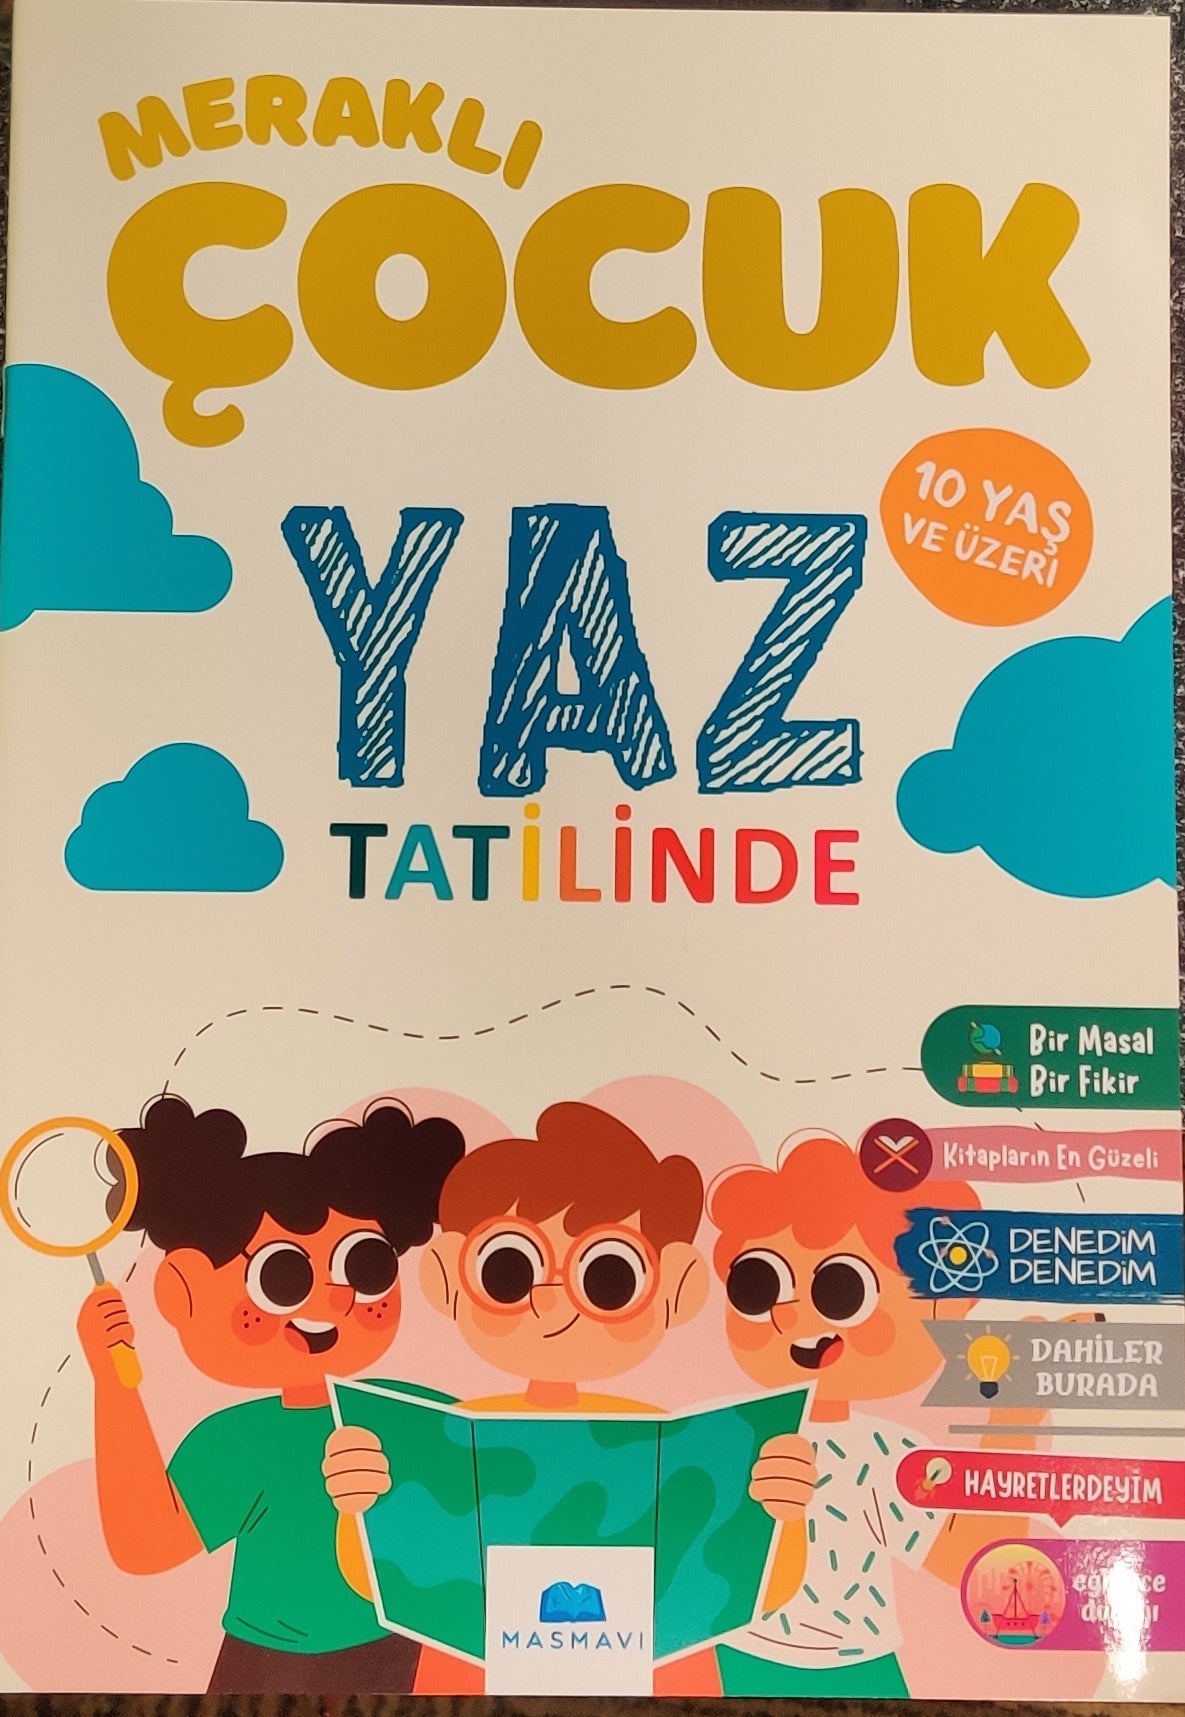 MERAKLI
ÇOCUK
10 YAŞ
VE ÜZERİ
YAZ
TATİLİNDE
Bir Masal
Bir Fikir
Kitapların En Güzeli
DENEDİM
DENEDİM
DAHİLER
BURADA
HAYRETLERDEYİM
MASMAVİ